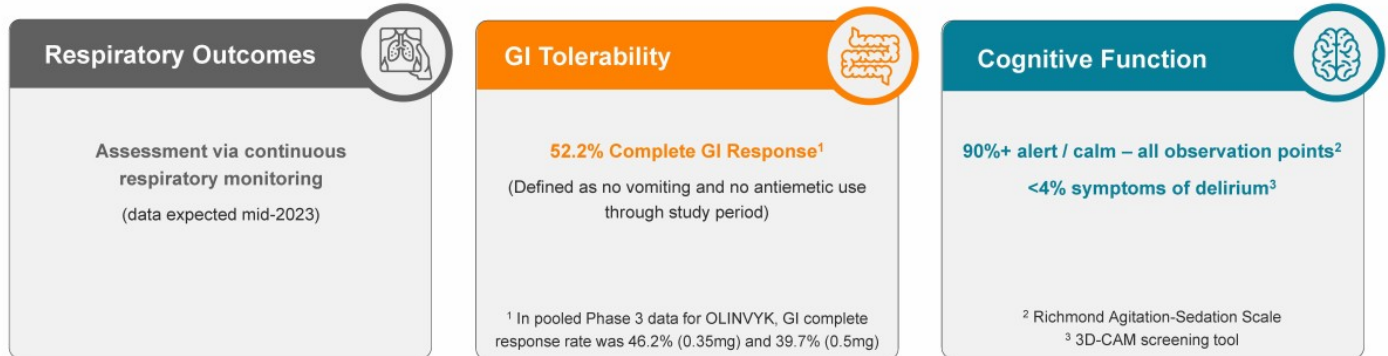 Respiratory Outcomes
Assessment via continuous
respiratory monitoring
(data expected mid-2023)
GI Tolerability
52.2% Complete GI Response¹
(Defined as no vomiting and no antiemetic use
through study period)
¹ In pooled Phase 3 data for OLINVYK, GI complete
response rate was 46.2% (0.35mg) and 39.7% (0.5mg)
Cognitive Function
90%+ alert / calm – all observation points²
<4% symptoms of delirium³
² Richmond Agitation-Sedation Scale
³ 3D-CAM screening tool